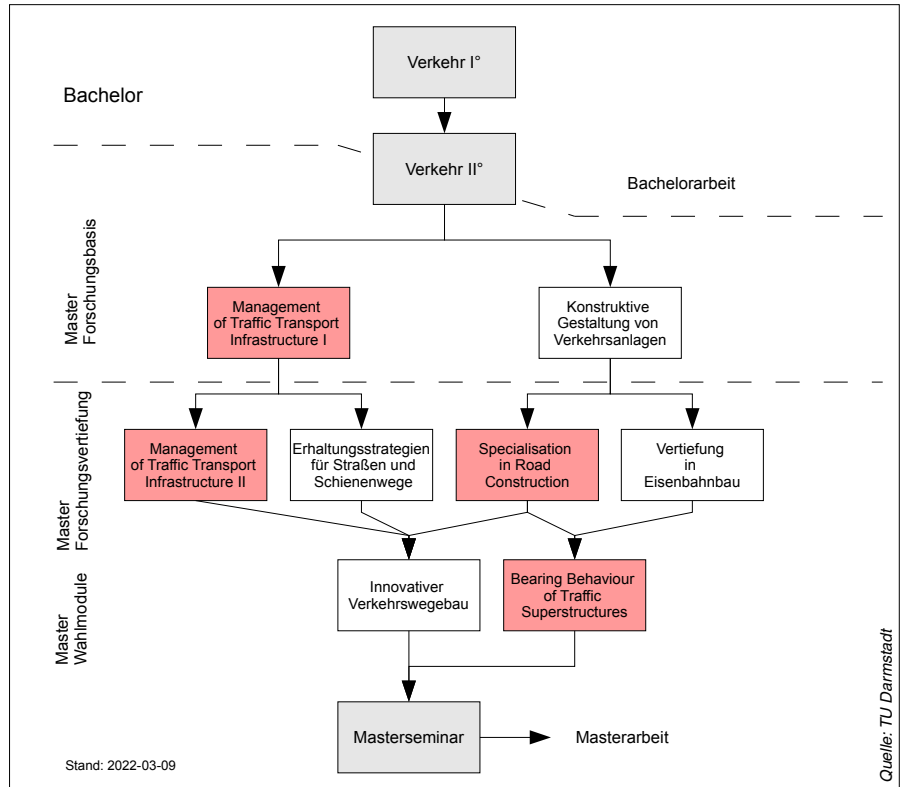 Verkehr I°
Bachelor
Verkehr II°
Bachelorarbeit
Master
Forschungsbasis
Management
of Traffic Transport
Infrastructure I
Konstruktive
Gestaltung von
Verkehrsanlagen
Master
Forschungsvertiefung
Management
of Traffic Transport
Infrastructure II
Erhaltungsstrategien
für Straßen und
Schienenwege
Specialisation
in Road
Construction
Vertiefung
in
Eisenbahnbau
Master
Wahlmodule
Innovativer
Verkehrswegebau
Bearing Behaviour
of Traffic
Superstructures
Masterseminar
Masterarbeit
Stand: 2022-03-09
Quelle: TU Darmstadt